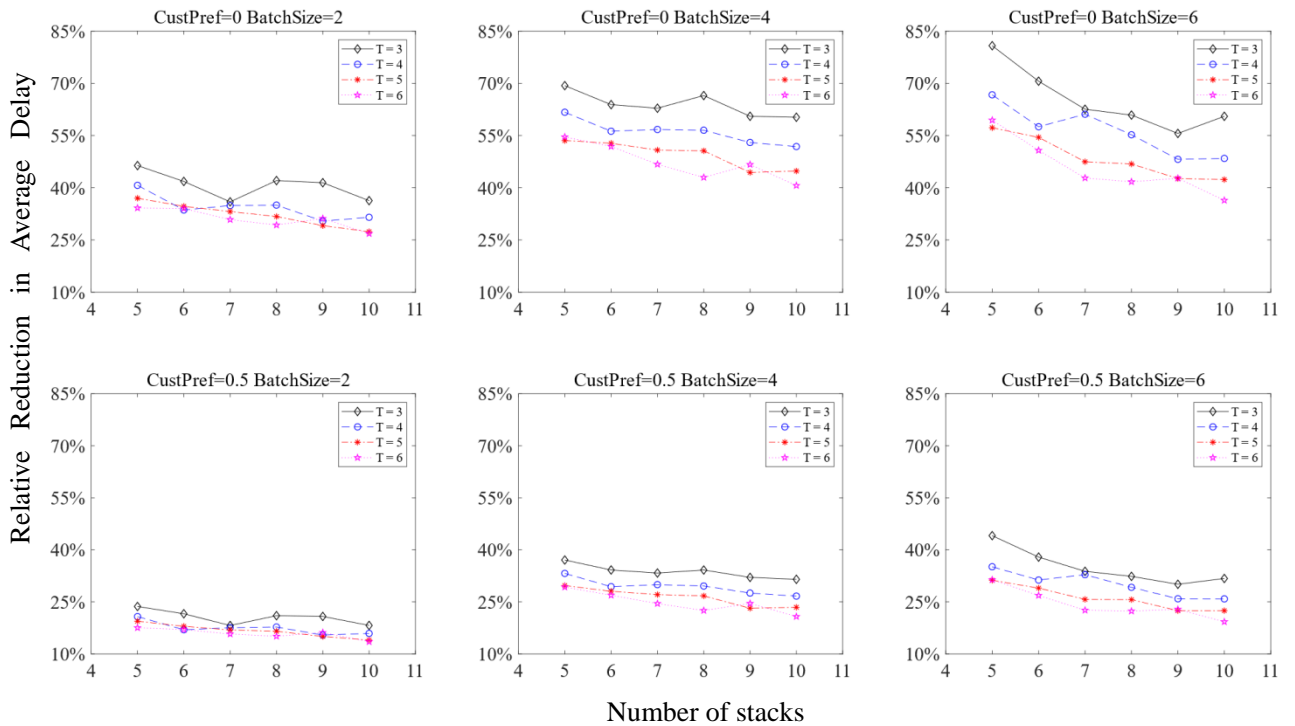 Relative Reduction in Average Delay
CustPref=0 BatchSize=2
85%
70%
55%
40%
25%
10%
4 5 6 7 8 9 10 11
T = 3
T = 4
T = 5
T = 6
CustPref=0 BatchSize=4
85%
70%
55%
40%
25%
10%
4 5 6 7 8 9 10 11
T = 3
T = 4
T = 5
T = 6
CustPref=0 BatchSize=6
85%
70%
55%
40%
25%
10%
4 5 6 7 8 9 10 11
T = 3
T = 4
T = 5
T = 6
CustPref=0.5 BatchSize=2
85%
70%
55%
40%
25%
10%
4 5 6 7 8 9 10 11
T = 3
T = 4
T = 5
T = 6
CustPref=0.5 BatchSize=4
85%
70%
55%
40%
25%
10%
4 5 6 7 8 9 10 11
T = 3
T = 4
T = 5
T = 6
CustPref=0.5 BatchSize=6
85%
70%
55%
40%
25%
10%
4 5 6 7 8 9 10 11
T = 3
T = 4
T = 5
T = 6
Number of stacks